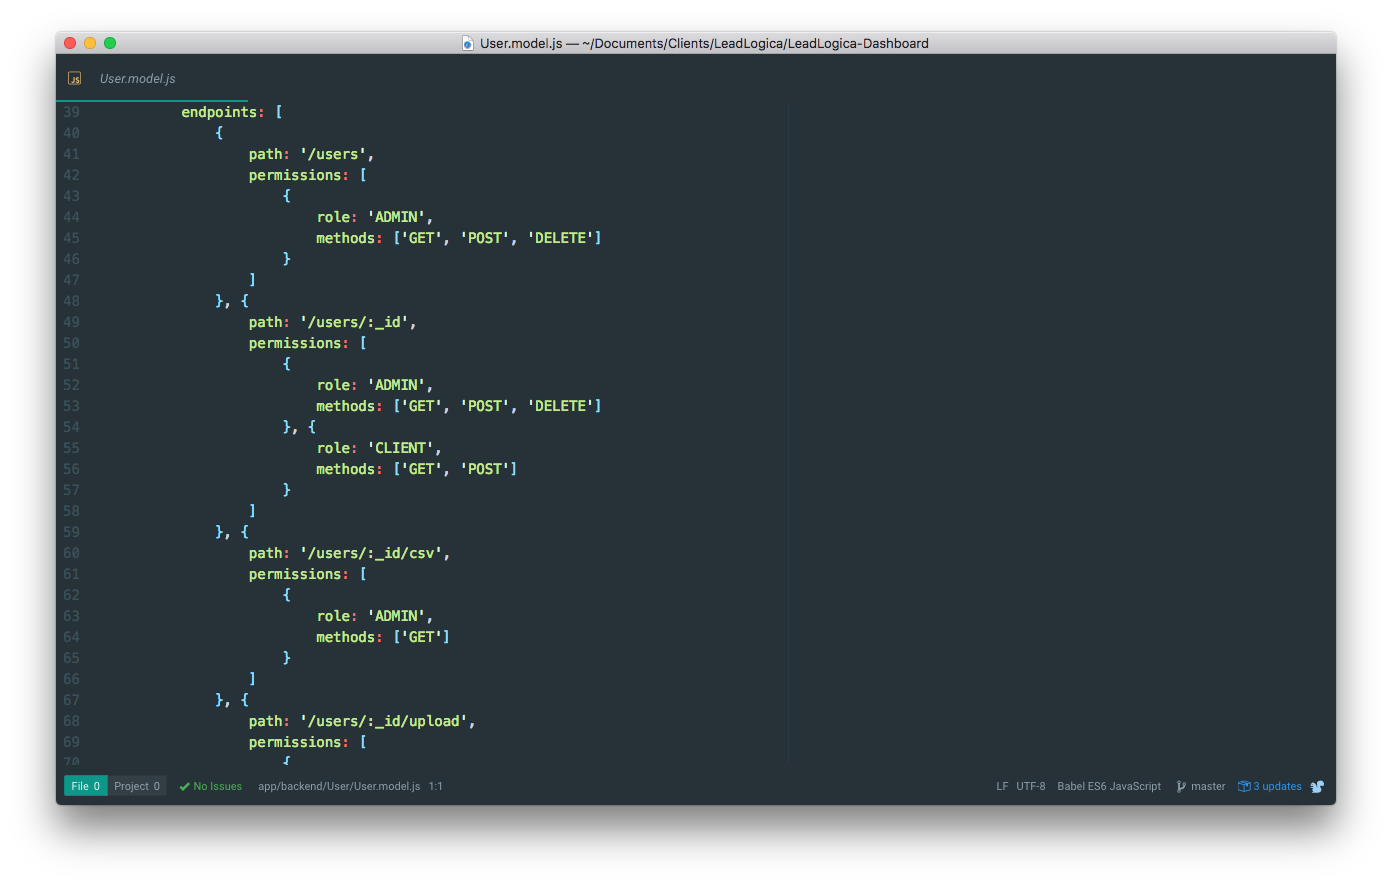 User.model.js — ~/Documents/Clients/LeadLogica/LeadLogica-Dashboard
JS User.model.js
39 endpoints: [
40 {
41 path: '/users',
42 permissions: [
43 {
44 role: 'ADMIN',
45 methods: ['GET', 'POST', 'DELETE']
46 }
47 ]
48 }, {
49 path: '/users/:_id',
50 permissions: [
51 {
52 role: 'ADMIN',
53 methods: ['GET', 'POST', 'DELETE']
54 }, {
55 role: 'CLIENT',
56 methods: ['GET', 'POST']
57 }
58 ]
59 }, {
60 path: '/users/:_id/csv',
61 permissions: [
62 {
63 role: 'ADMIN',
64 methods: ['GET']
65 }
66 ]
67 }, {
68 path: '/users/:_id/upload',
69 permissions: [
70 {
File 0 Project 0 No Issues app/backend/User/User.model.js 1:1 LF UTF-8 Babel ES6 JavaScript master 3 updates